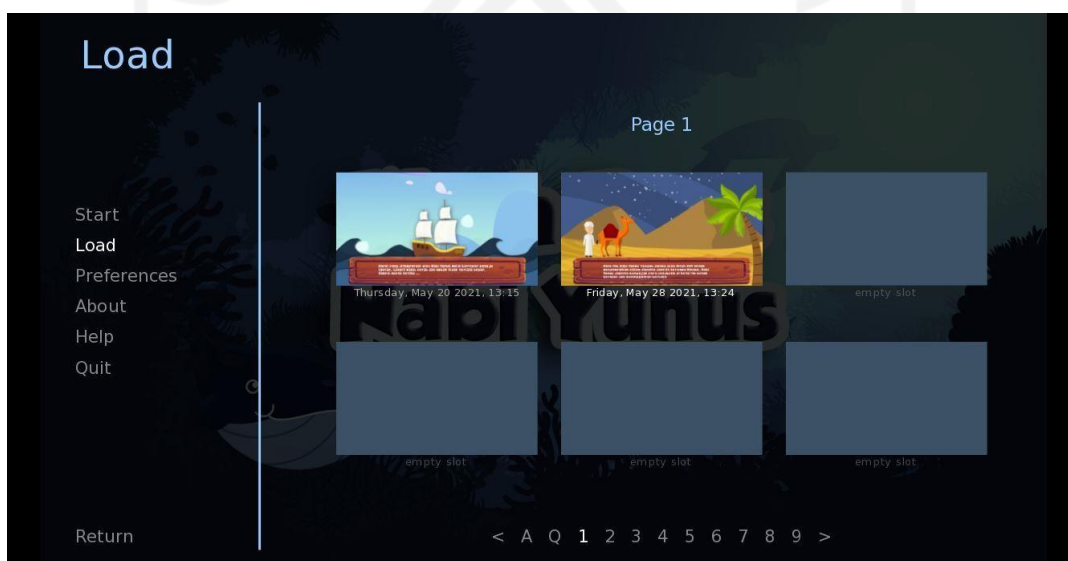 Load
Page 1
Start
Load
Preferences
About
Help
Quit
Thursday, May 20 2021, 13:15
Friday, May 28 2021, 13:24
empty slot
Nabi Yunus
empty slot
empty slot
empty slot
Return
< A Q 1 2 3 4 5 6 7 8 9 >